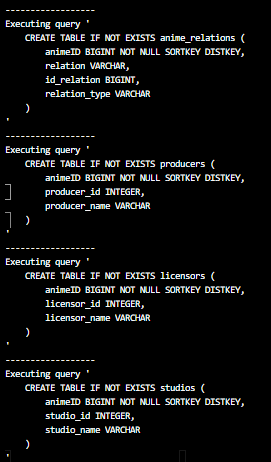 -------------------
Executing query '
    CREATE TABLE IF NOT EXISTS anime_relations (
        animeID BIGINT NOT NULL SORTKEY DISTKEY,
        relation VARCHAR,
        id_relation BIGINT,
        relation_type VARCHAR
    )
'
-------------------
Executing query '
    CREATE TABLE IF NOT EXISTS producers (
        animeID BIGINT NOT NULL SORTKEY DISTKEY,
        producer_id INTEGER,
        producer_name VARCHAR
    )
'
-------------------
Executing query '
    CREATE TABLE IF NOT EXISTS licensors (
        animeID BIGINT NOT NULL SORTKEY DISTKEY,
        licensor_id INTEGER,
        licensor_name VARCHAR
    )
'
-------------------
Executing query '
    CREATE TABLE IF NOT EXISTS studios (
        animeID BIGINT NOT NULL SORTKEY DISTKEY,
        studio_id INTEGER,
        studio_name VARCHAR
    )
'